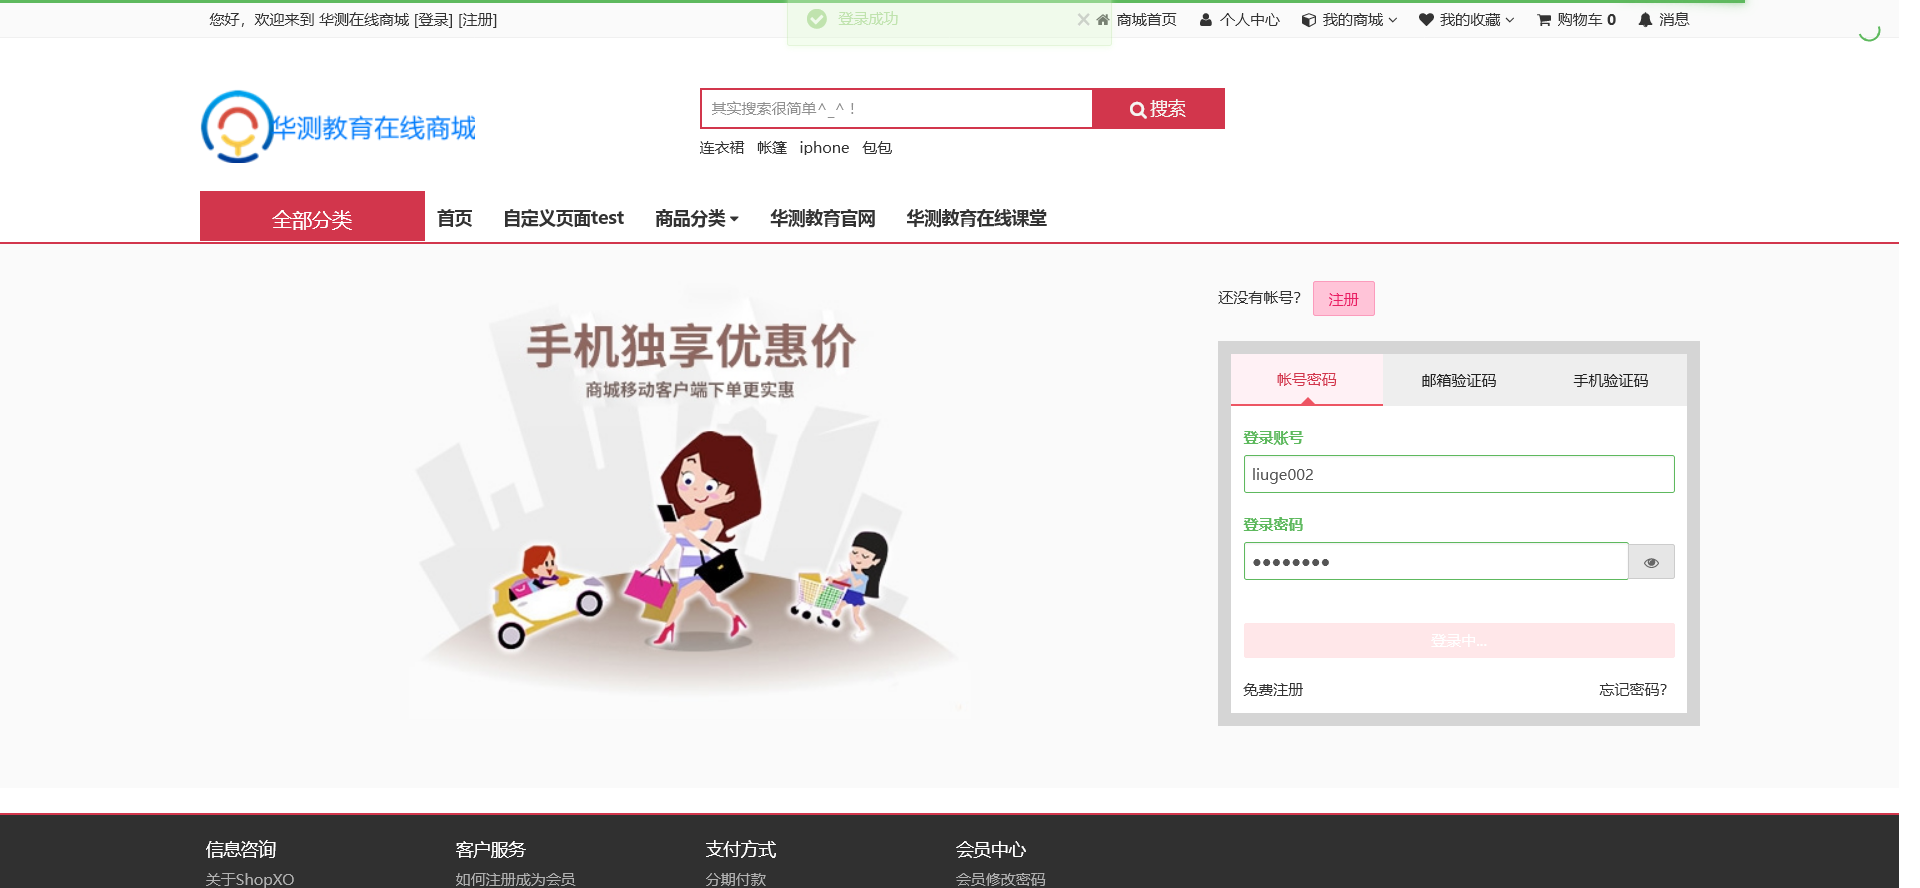 您好，欢迎来到 华测在线商城 [登录] [注册]
登录成功
商城首页 个人中心 我的商城 我的收藏 购物车 0 消息
华测教育在线商城
其实搜索很简单^_^ !
搜索
连衣裙 帐篷 iphone 包包
全部分类 首页 自定义页面test 商品分类 华测教育官网 华测教育在线课堂
手机独享优惠价
商城移动客户端下单更实惠
还没有帐号？ 注册
帐号密码 邮箱验证码 手机验证码
登录账号
liuge002
登录密码
登录中...
免费注册 忘记密码？
信息咨询 客户服务 支付方式 会员中心
关于ShopXO 如何注册成为会员 分期付款 会员修改密码